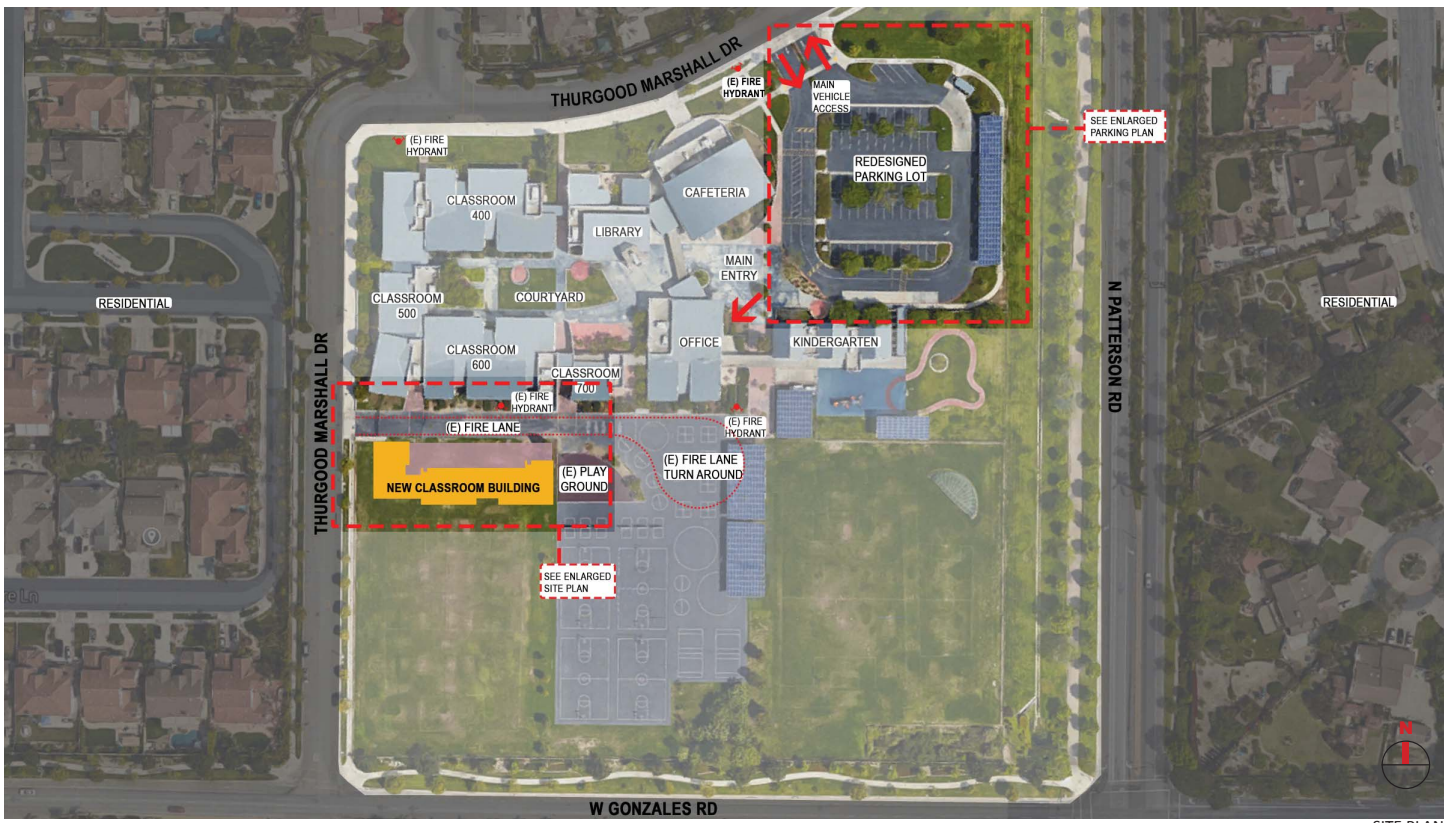 THURGOOD MARSHALL DR
(E) FIRE
HYDRANT
MAIN
VEHICLE
ACCESS
SEE ENLARGED
PARKING PLAN
(E) FIRE
HYDRANT
REDESIGNED
PARKING LOT
CLASSROOM
400
CAFETERIA
LIBRARY
MAIN
ENTRY
RESIDENTIAL
CLASSROOM
500
COURTYARD
RESIDENTIAL
THURGOOD MARSHALL DR
N PATTERSON RD
CLASSROOM
600
OFFICE
KINDERGARTEN
CLASSROOM
700
(E) FIRE
HYDRANT
(E) FIRE LANE
(E) FIRE
HYDRANT
(E) FIRE LANE
TURN AROUND
(E) PLAY
GROUND
NEW CLASSROOM BUILDING
SEE ENLARGED
SITE PLAN
N
W GONZALES RD
SITE PLAN